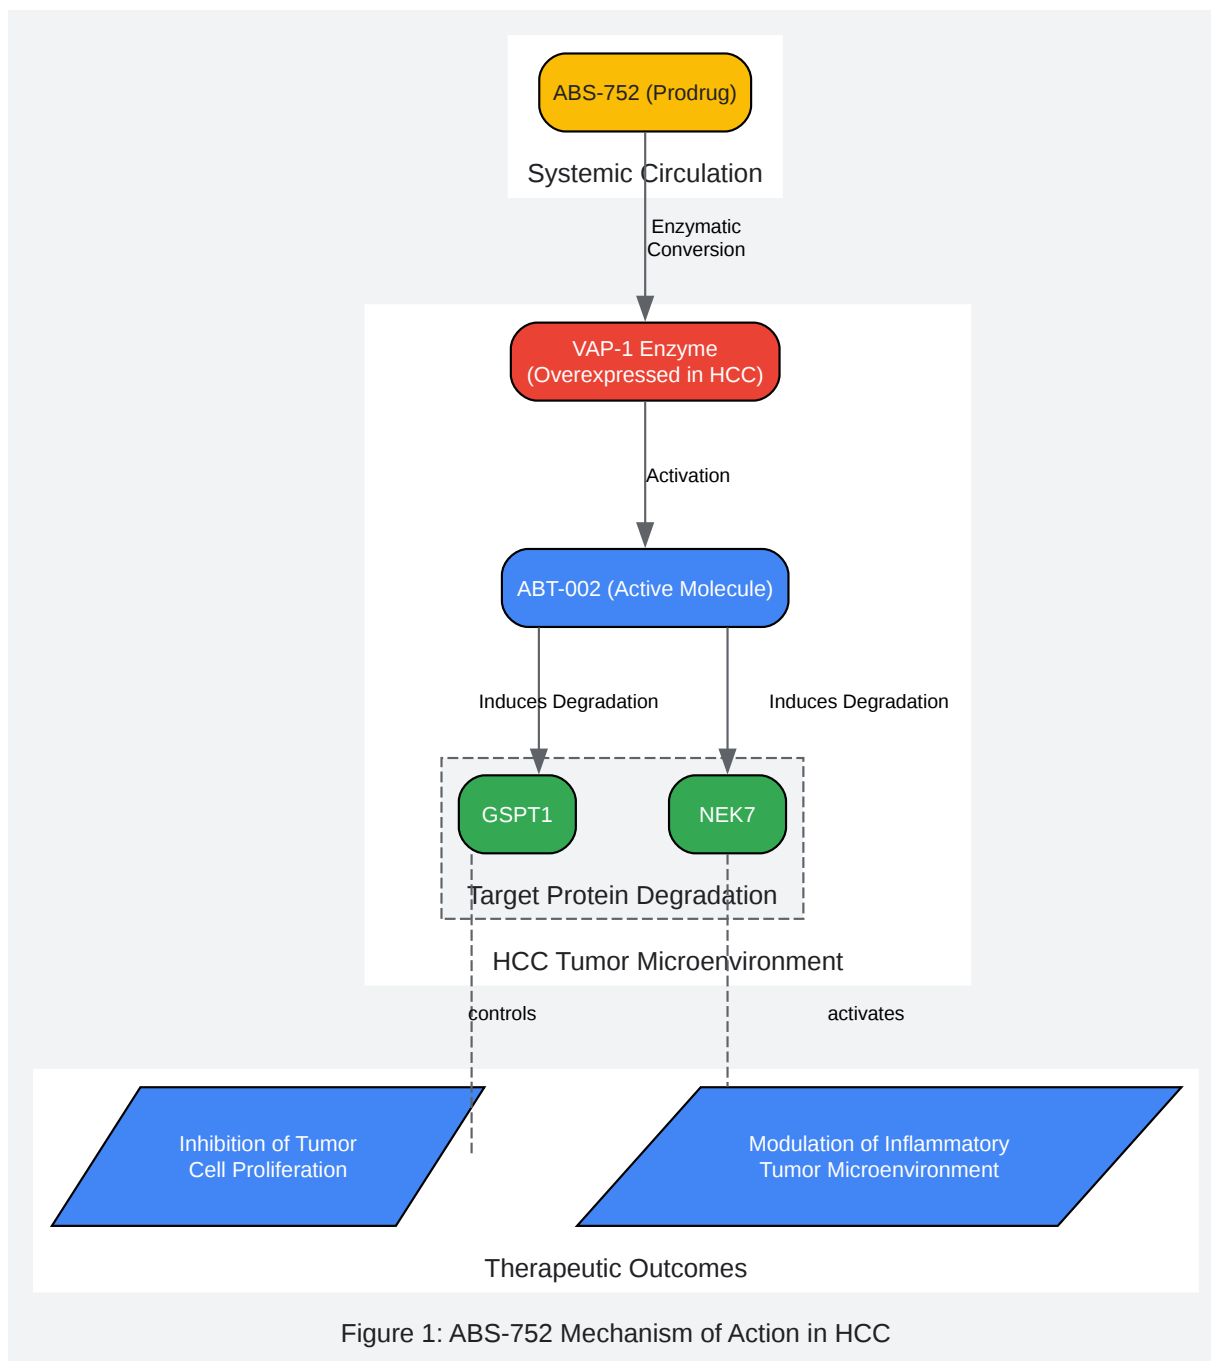 ABS-752 (Prodrug)
Systemic Circulation
Enzymatic
Conversion
VAP-1 Enzyme
(Overexpressed in HCC)
Activation
ABT-002 (Active Molecule)
Induces Degradation
Induces Degradation
GSPT1
NEK7
Target Protein Degradation
HCC Tumor Microenvironment
controls
activates
Inhibition of Tumor
Cell Proliferation
Modulation of Inflammatory
Tumor Microenvironment
Therapeutic Outcomes
Figure 1: ABS-752 Mechanism of Action in HCC